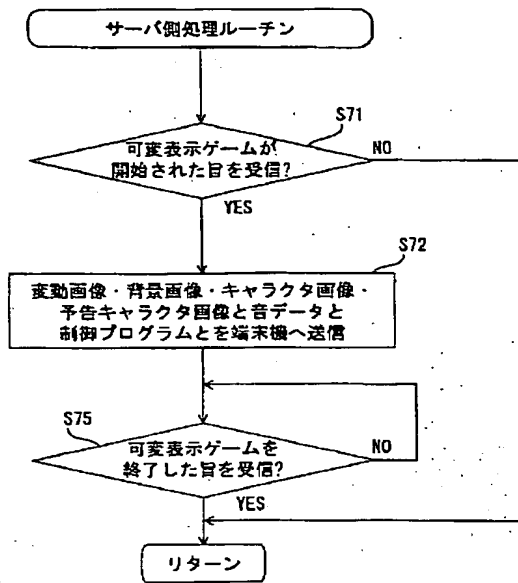 サーバ側処理ルーチン
S71
可変表示ゲームが
開始された旨を受信?
NO
YES
S72
変動画像・背景画像・キャラクタ画像・
予告キャラクタ画像と音データと
制御プログラムとを端末機へ送信
S75
可変表示ゲームを
終了した旨を受信?
NO
YES
リターン